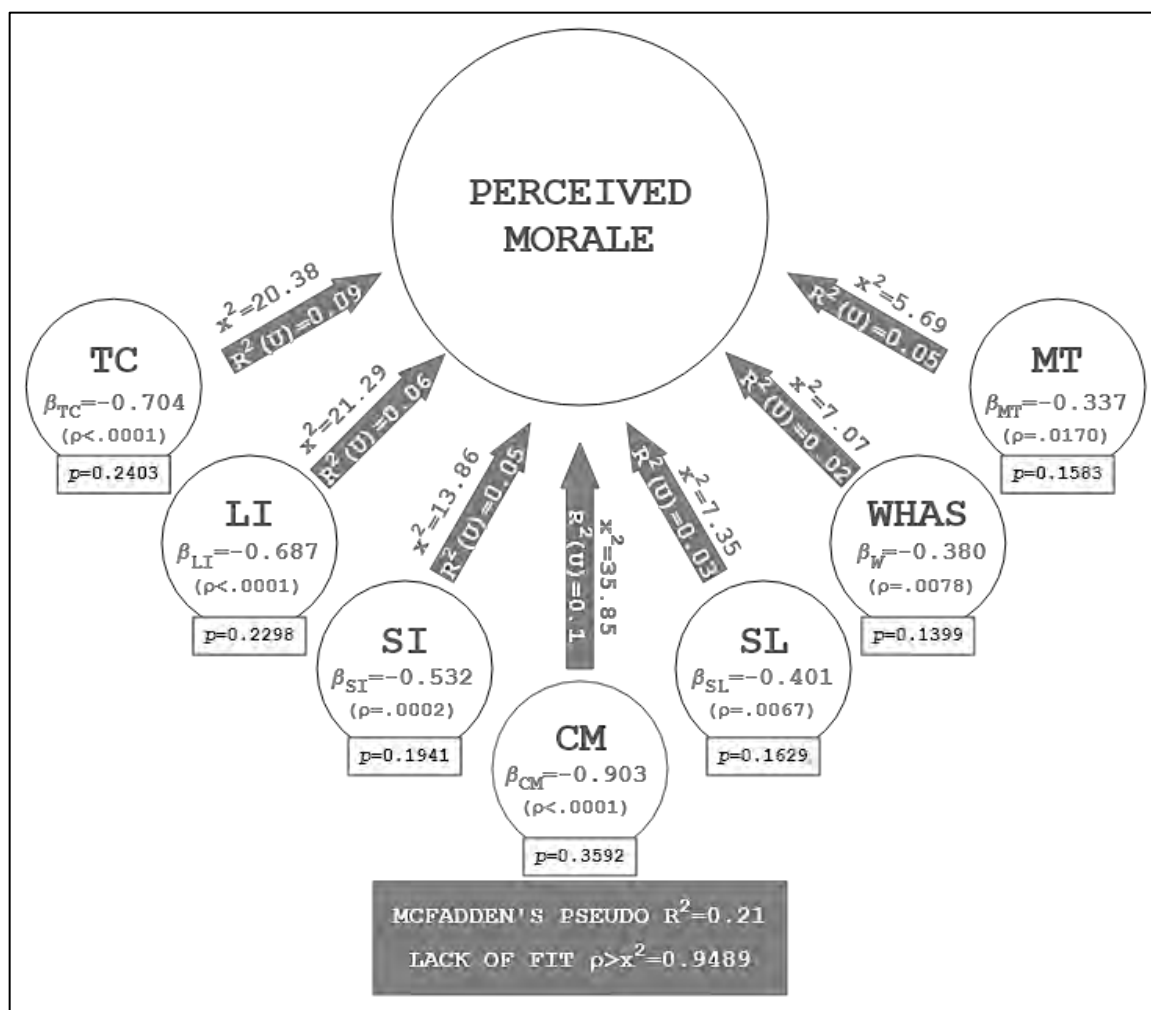 PERCEIVED
MORALE
x²=20.38
R²(U)=0.09
x²=5.69
R²(U)=0.05
TC
β_TC=-0.704
(ρ<.0001)
p=0.2403
MT
β_MT=-0.337
(ρ=.0170)
p=0.1583
x²=21.29
R²(U)=0.06
x²=7.07
R²(U)=0.02
LI
β_LI=-0.687
(ρ<.0001)
p=0.2298
WHAS
β_W=-0.380
(ρ=.0078)
p=0.1399
x²=13.86
R²(U)=0.05
x²=7.35
R²(U)=0.03
SI
β_SI=-0.532
(ρ=.0002)
p=0.1941
SL
β_SL=-0.401
(ρ=.0067)
p=0.1629
x²=35.85
R²(U)=0.1
CM
β_CM=-0.903
(ρ<.0001)
p=0.3592
MCFADDEN'S PSEUDO R²=0.21
LACK OF FIT ρ>x²=0.9489